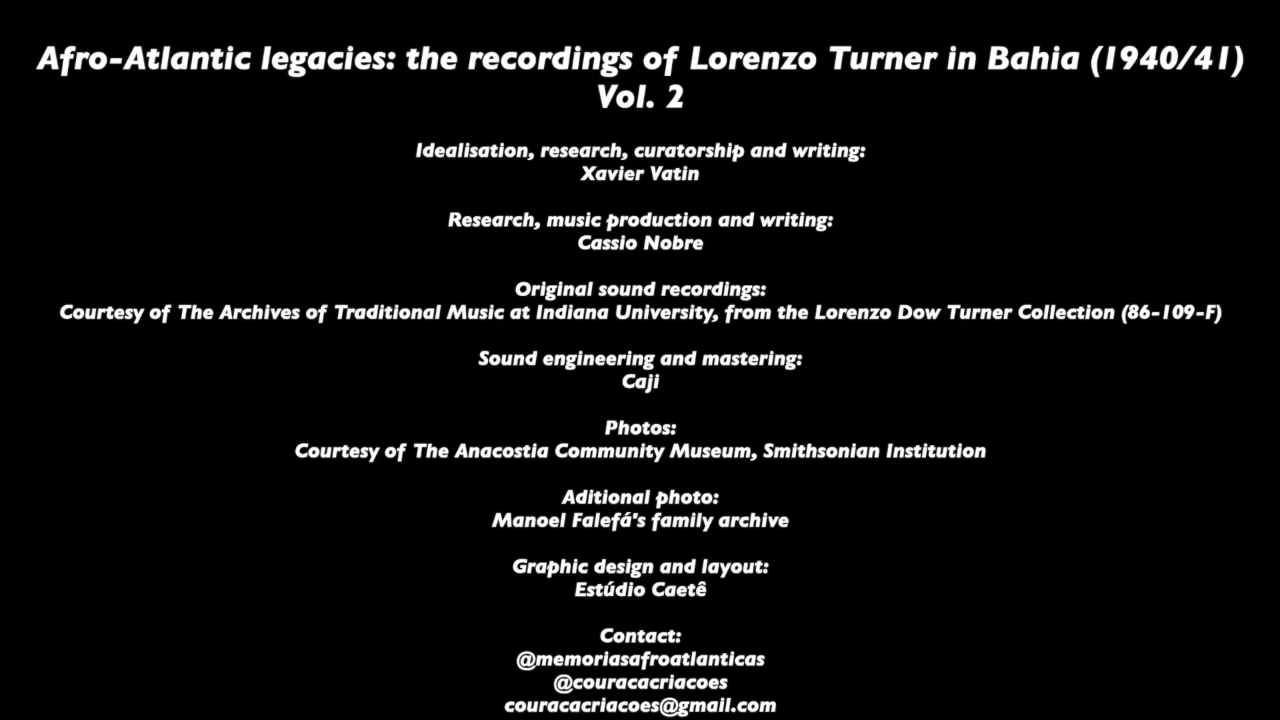 Afro-Atlantic legacies: the recordings of Lorenzo Turner in Bahia (1940/41)
Vol. 2
Idealisation, research, curatorship and writing:
Xavier Vatin
Research, music production and writing:
Cassio Nobre
Original sound recordings:
Courtesy of The Archives of Traditional Music at Indiana University, from the Lorenzo Dow Turner Collection (86-109-F)
Sound engineering and mastering:
Caji
Photos:
Courtesy of The Anacostia Community Museum, Smithsonian Institution
Aditional photo:
Manoel Falefá's family archive
Graphic design and layout:
Estúdio Caetê
Contact:
@memoriasafroatlanticas
@couracacriacoes
couracacriacoes@gmail.com